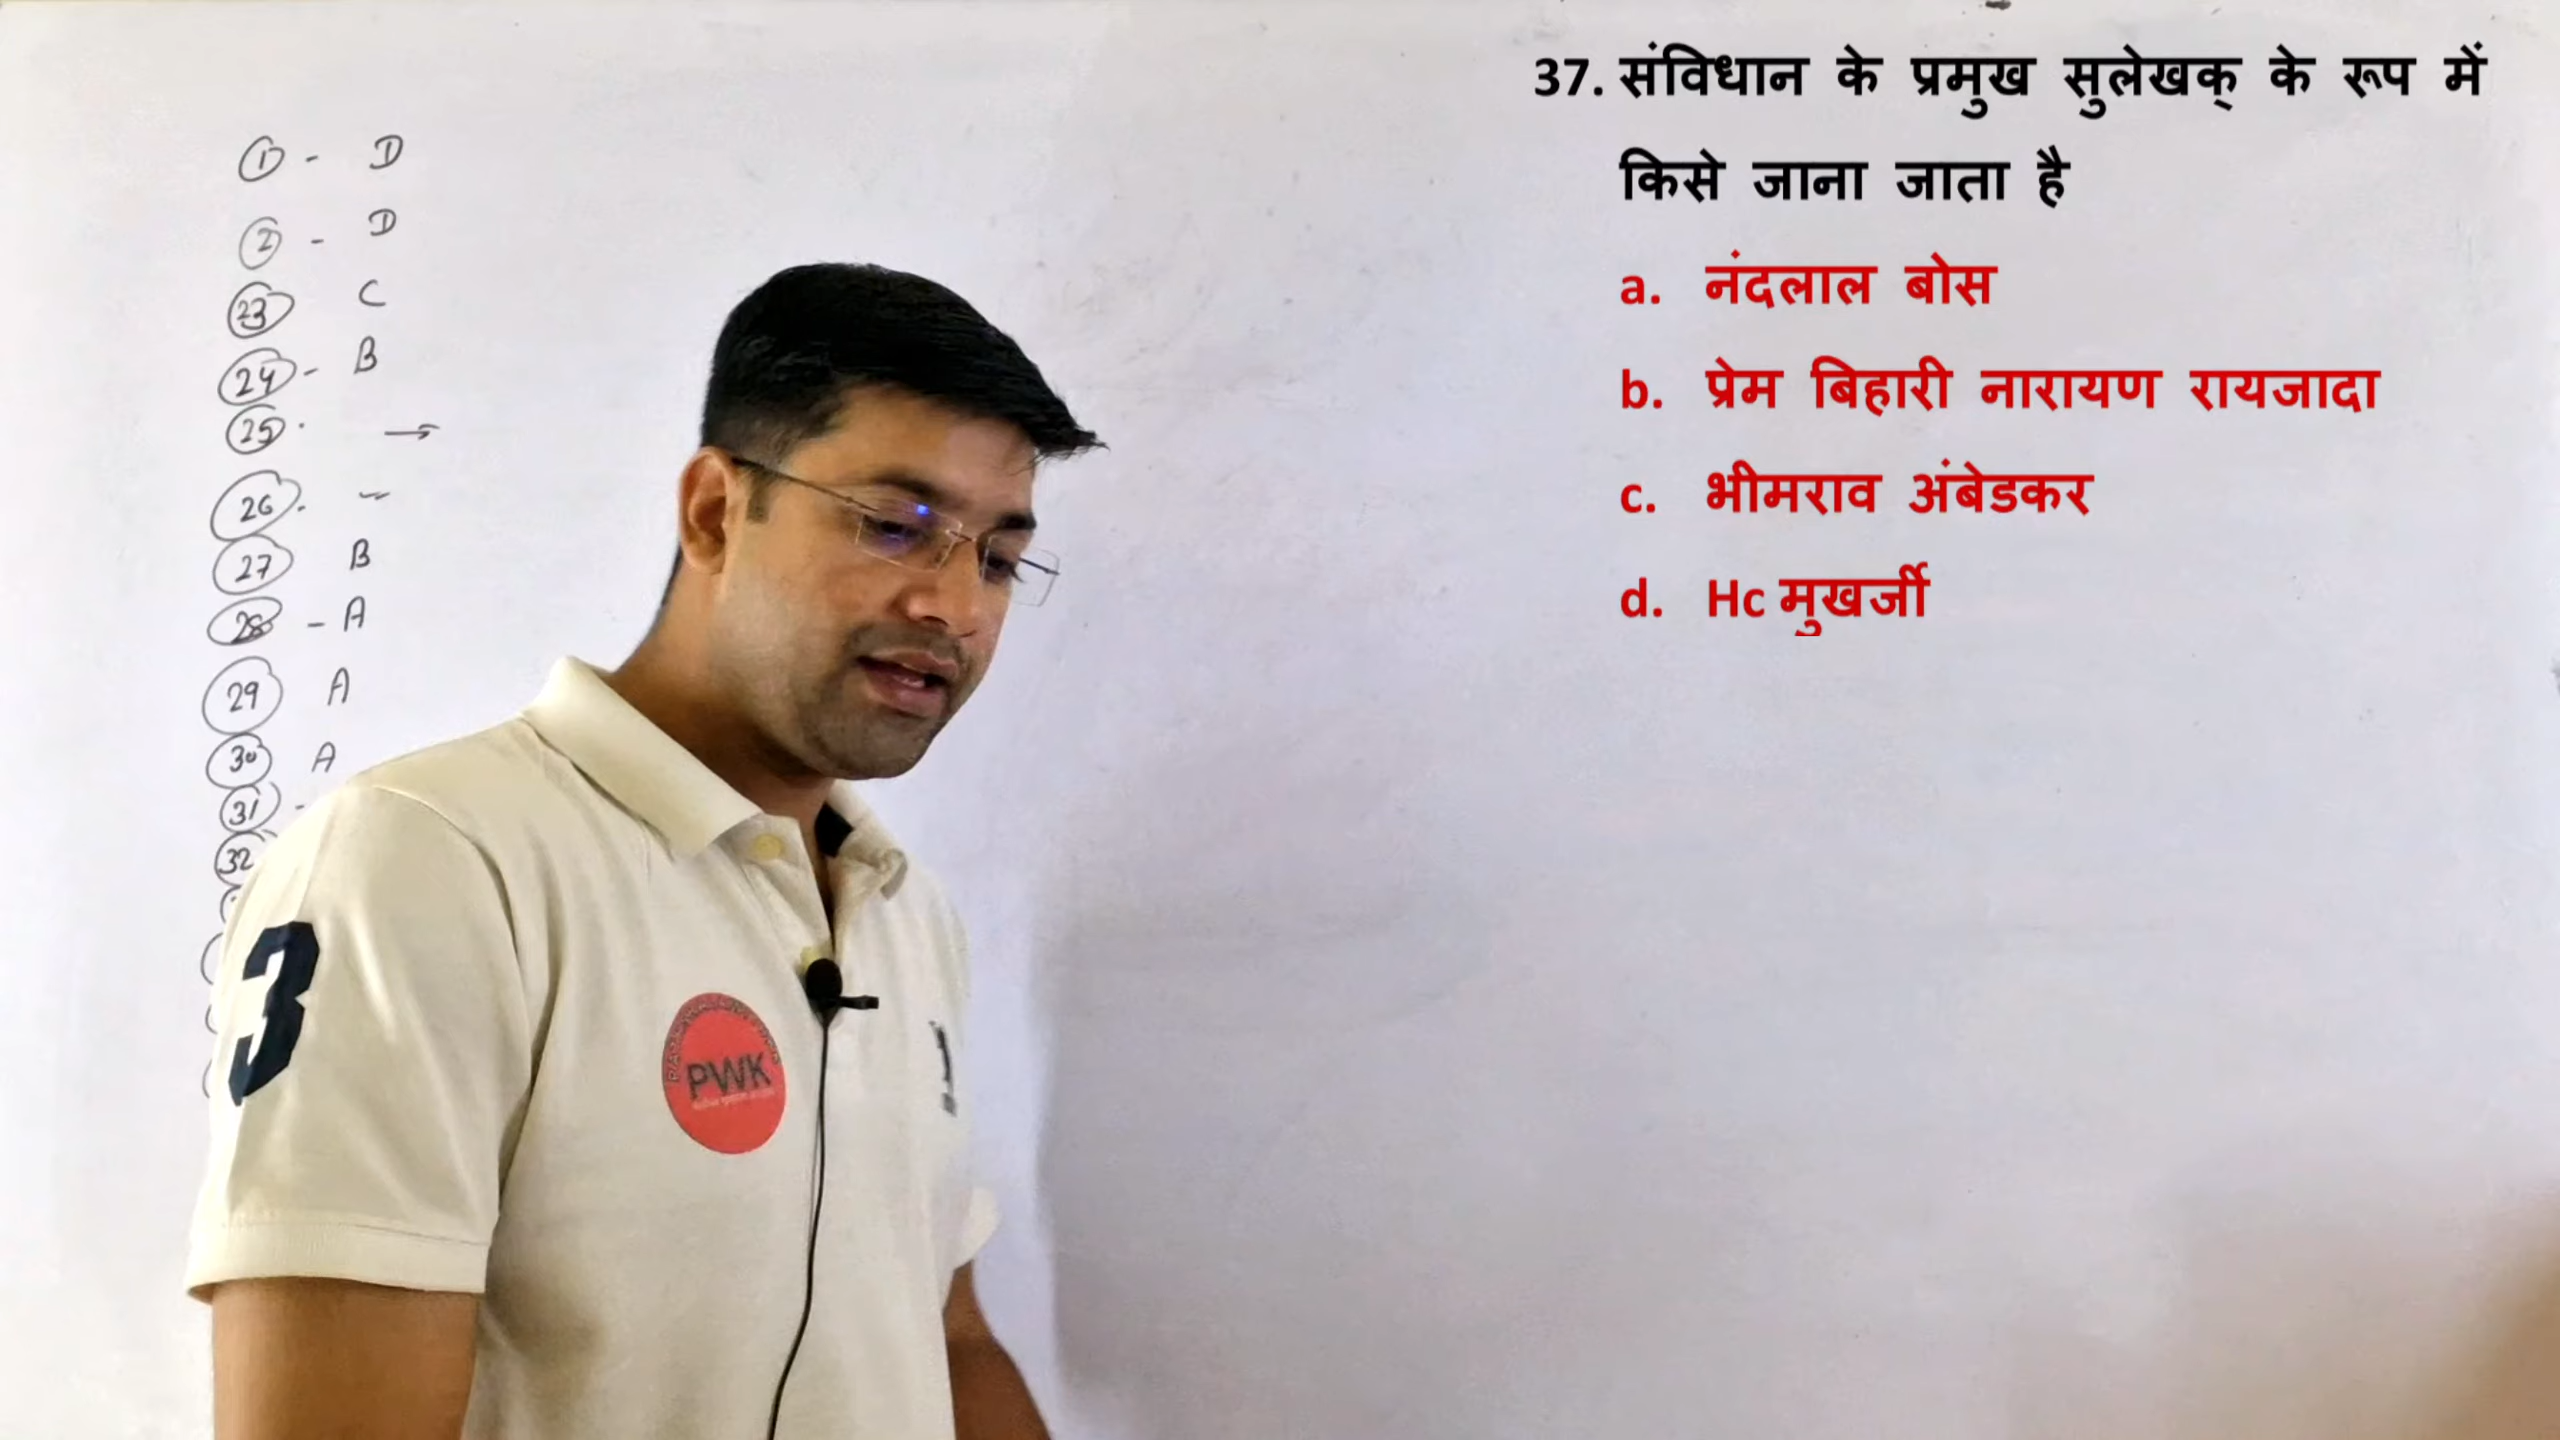 ① - D
② - D
㉓ C
㉔ - B
㉕ . →
㉖ . ~
㉗ B
㉘ - A
㉙ A
㉚ A
㉛ -
㉜
3
PWK
37. संविधान के प्रमुख सुलेखक् के रूप में
किसे जाना जाता है
a. नंदलाल बोस
b. प्रेम बिहारी नारायण रायजादा
c. भीमराव अंबेडकर
d. Hc मुखर्जी